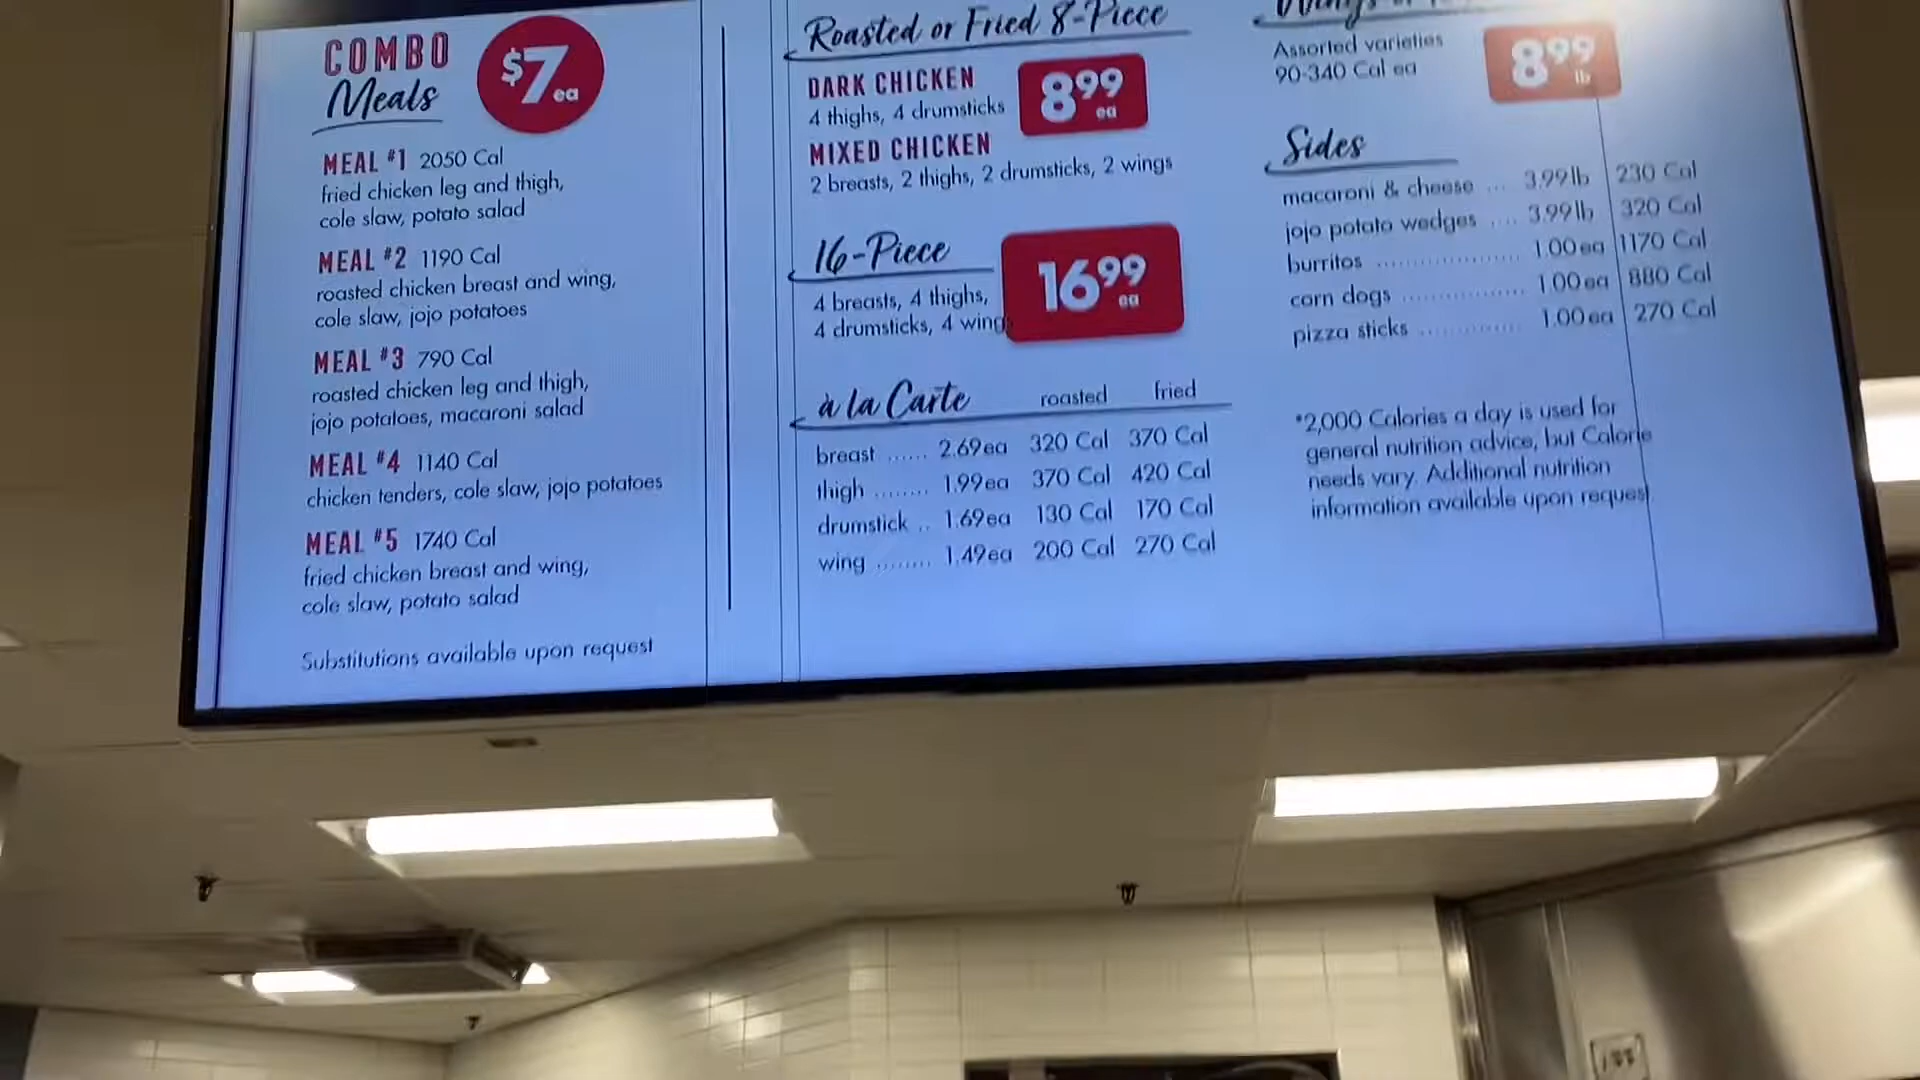 COMBO
Meals
$7 ea
MEAL #1 2050 Cal
fried chicken leg and thigh,
cole slaw, potato salad
MEAL #2 1190 Cal
roasted chicken breast and wing,
cole slaw, jojo potatoes
MEAL #3 790 Cal
roasted chicken leg and thigh,
jojo potatoes, macaroni salad
MEAL #4 1140 Cal
chicken tenders, cole slaw, jojo potatoes
MEAL #5 1740 Cal
fried chicken breast and wing,
cole slaw, potato salad
Substitutions available upon request
Roasted or Fried 8-Piece
DARK CHICKEN
4 thighs, 4 drumsticks
8.99 ea
MIXED CHICKEN
2 breasts, 2 thighs, 2 drumsticks, 2 wings
16-Piece
4 breasts, 4 thighs,
4 drumsticks, 4 wing
16.99 ea
à la Carte roasted fried
breast ...... 2.69ea 320 Cal 370 Cal
thigh ........ 1.99ea 370 Cal 420 Cal
drumstick .. 1.69ea 130 Cal 170 Cal
wing ........ 1.49ea 200 Cal 270 Cal
Wings
Assorted varieties
90-340 Cal ea
8.99 lb
Sides
macaroni & cheese ... 3.99lb 230 Cal
jojo potato wedges .... 3.99lb 320 Cal
burritos ..................... 1.00ea 1170 Cal
corn dogs ................. 1.00ea 880 Cal
pizza sticks ............... 1.00ea 270 Cal
*2,000 Calories a day is used for
general nutrition advice, but Calorie
needs vary. Additional nutrition
information available upon request.